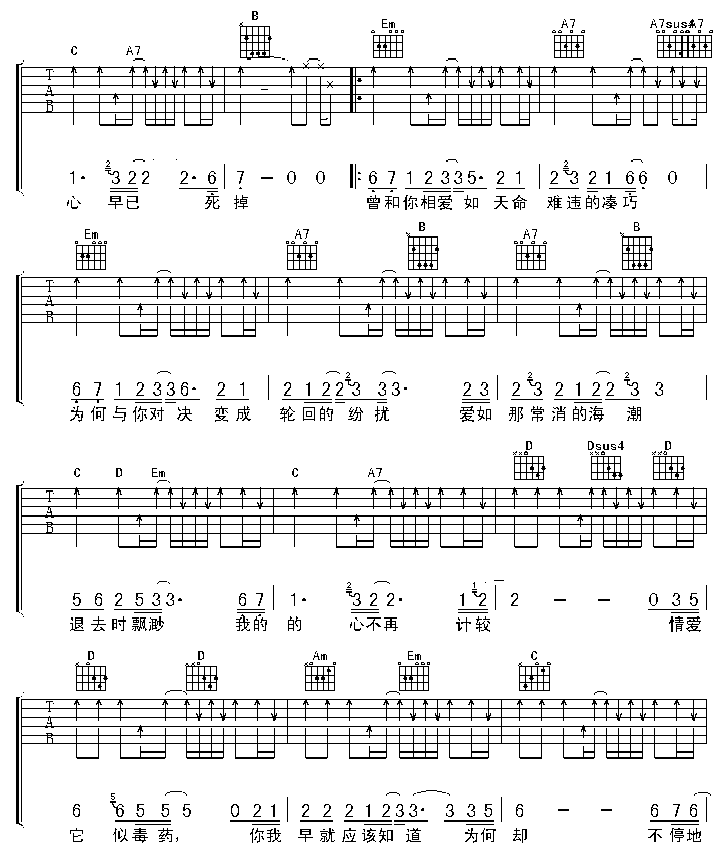 B Em A7 A7sus4 A7
C A7
T A B
1· 2 3 2 2 2· 6 7 - 0 0 6 7 1 2 3 3 5· 2 1 2 2 3 2 1 6 6 0
心 早已 死掉 曾和你相爱 如 天命 难违的凑巧
Em A7 B A7 B
T A B
6 7 1 2 3 3 6· 2 1 2 1 2 2 2 3 3 3· 2 3 2 2 3 2 1 2 2 2 3 3
为何与你对 决 变成 轮回的 纷扰 爱如 那常消的海 潮
D Dsus4 D
C D Em C A7
T A B
5 6 2 5 3 3· 6 7 1· 2 3 2 2· 1 1 2 2 - - 0 3 5
退去时飘渺 我的 的 心不再 计较 情爱
D D Am Em C
T A B
6 5 6 5 5 5 0 2 1 2 2 2 1 2 3 3· 3 3 5 6 - - 6 7 6
它 似毒药， 你我 早就应该知 道 为何 却 不停地